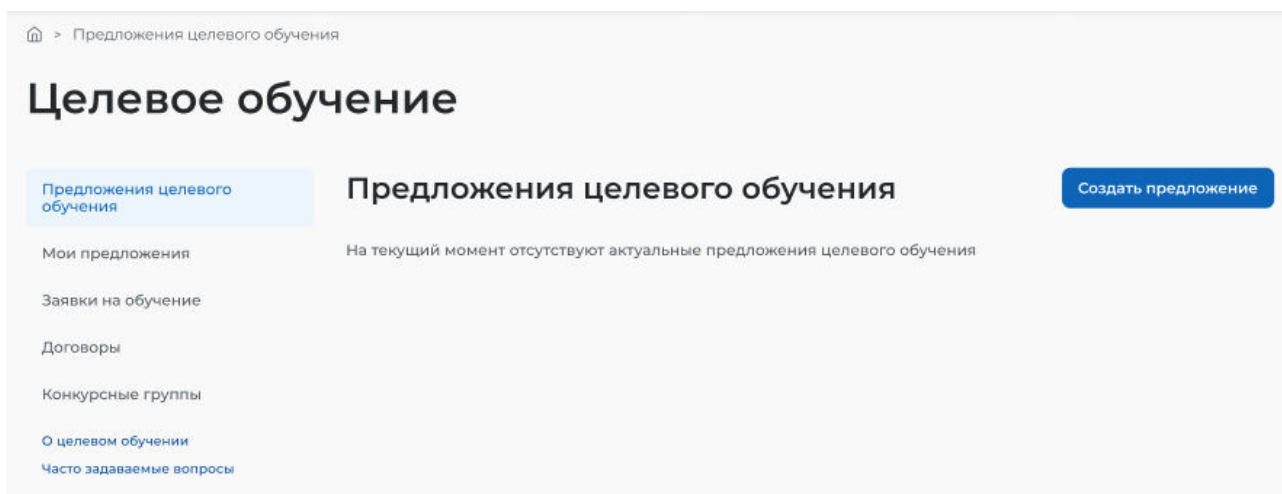 > Предложения целевого обучения
Целевое обучение
Предложения целевого
обучения
Предложения целевого обучения
Создать предложение
Мои предложения
На текущий момент отсутствуют актуальные предложения целевого обучения
Заявки на обучение
Договоры
Конкурсные группы
О целевом обучении
Часто задаваемые вопросы